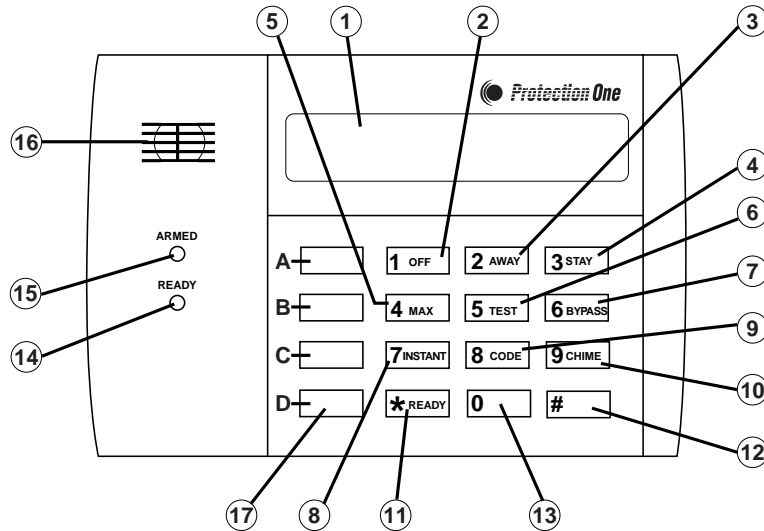 5 1 2 3
Protection One
16
4
6
ARMED
A 1 OFF 2 AWAY 3 STAY
15
READY
7
B 4 MAX 5 TEST 6 BYPASS
14
9
C 7 INSTANT 8 CODE 9 CHIME
10
D * READY 0 #
12
17 8 11 13